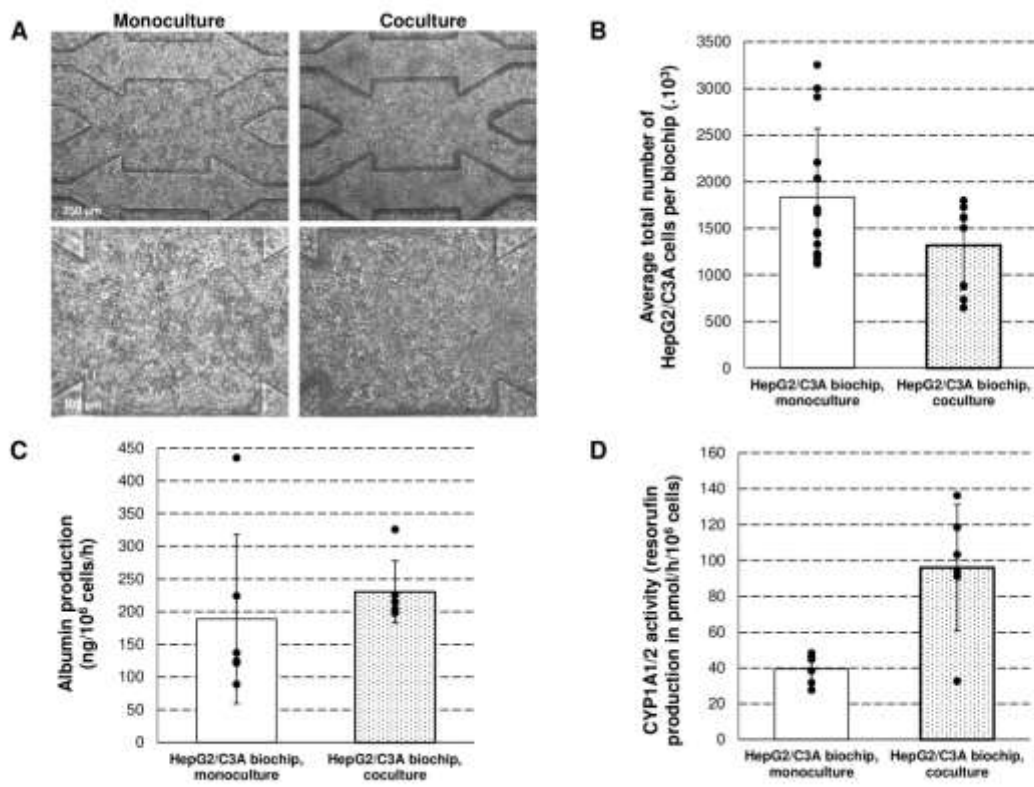 A
Monoculture
Coculture
250 µm
B
Average total number of
HepG2/C3A cells per biochip (.10³)
3500
3000
2500
2000
1500
1000
500
0
HepG2/C3A biochip,
monoculture
HepG2/C3A biochip,
coculture
C
Albumin production
(ng/10⁶ cells/h)
450
400
350
300
250
200
150
100
50
0
HepG2/C3A biochip,
monoculture
HepG2/C3A biochip,
coculture
D
CYP1A1/2 activity (resorufin
production in pmol/h/10⁶ cells)
160
140
120
100
80
60
40
20
0
HepG2/C3A biochip,
monoculture
HepG2/C3A biochip,
coculture